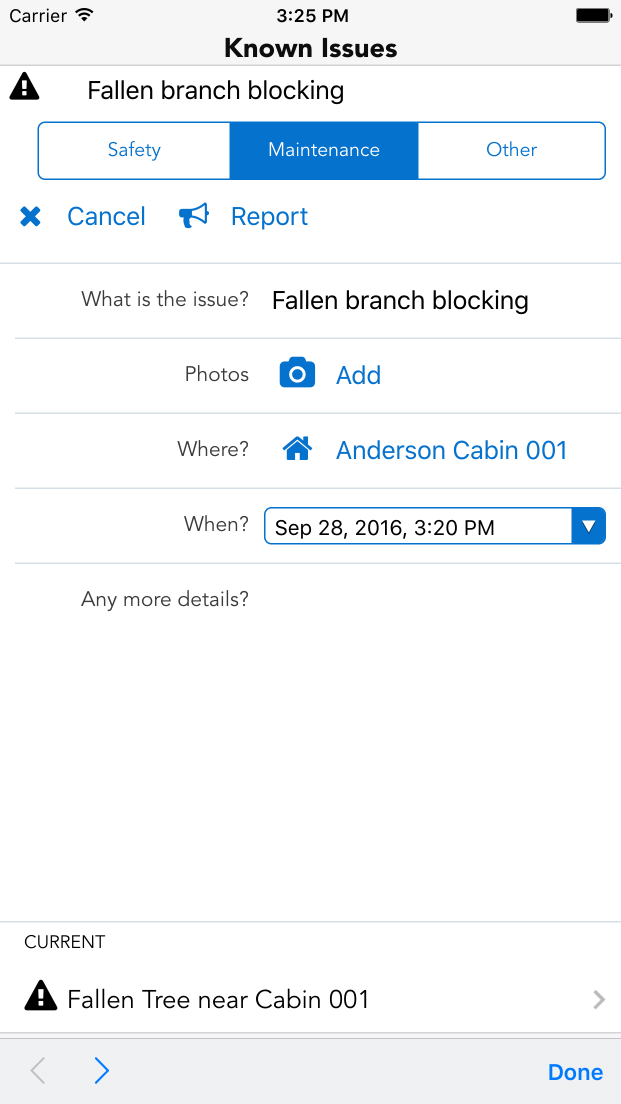 Carrier 3:25 PM
Known Issues
Fallen branch blocking
Safety Maintenance Other
Cancel Report
What is the issue? Fallen branch blocking
Photos Add
Where? Anderson Cabin 001
When? Sep 28, 2016, 3:20 PM
Any more details?
CURRENT
Fallen Tree near Cabin 001
Done